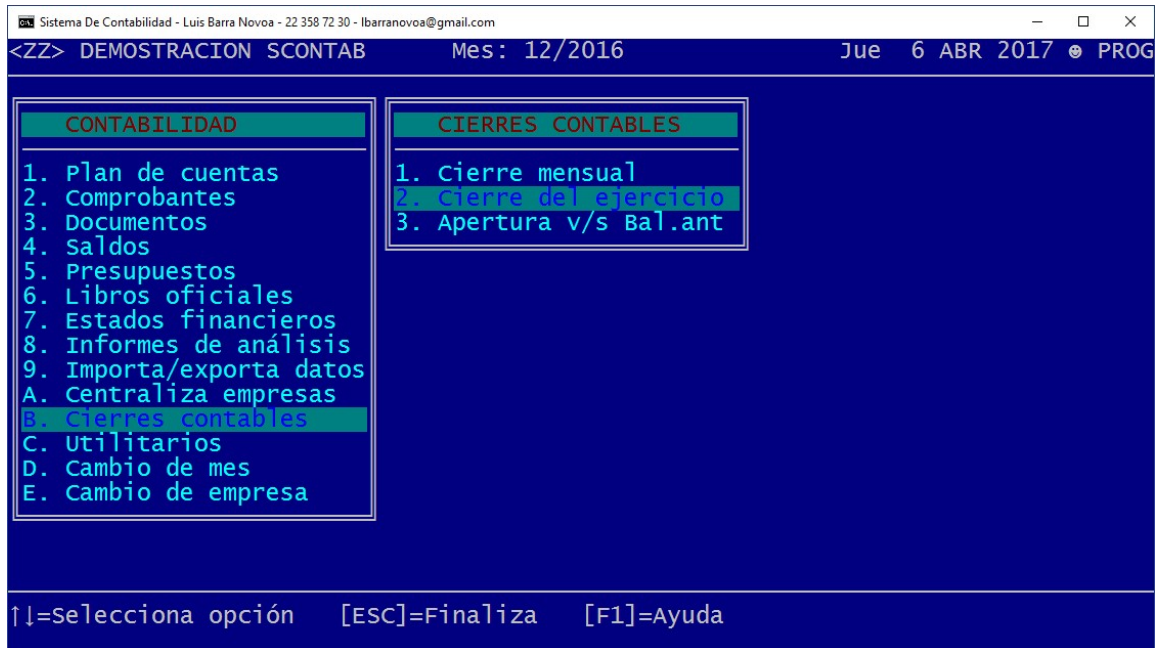 Sistema De Contabilidad - Luis Barra Novoa - 22 358 72 30 - lbarranovoa@gmail.com
<ZZ> DEMOSTRACION SCONTAB Mes: 12/2016 Jue 6 ABR 2017 ☻ PROG
CONTABILIDAD
1. Plan de cuentas
2. Comprobantes
3. Documentos
4. Saldos
5. Presupuestos
6. Libros oficiales
7. Estados financieros
8. Informes de análisis
9. Importa/exporta datos
A. Centraliza empresas
B. Cierres contables
C. Utilitarios
D. Cambio de mes
E. Cambio de empresa
CIERRES CONTABLES
1. Cierre mensual
2. Cierre del ejercicio
3. Apertura v/s Bal.ant
↑↓=Selecciona opción [ESC]=Finaliza [F1]=Ayuda